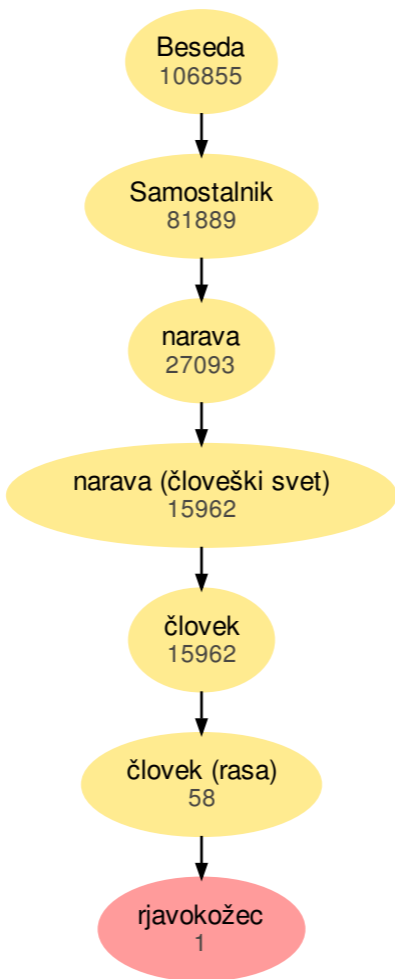 Beseda
106855
Samostalnik
81889
narava
27093
narava (človeški svet)
15962
človek
15962
človek (rasa)
58
rjavokožec
1